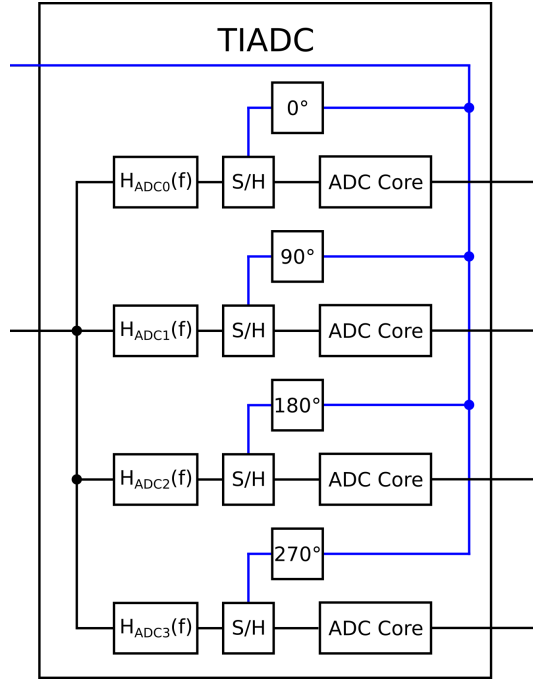 TIADC
0°
H_ADC0(f) S/H ADC Core
90°
H_ADC1(f) S/H ADC Core
180°
H_ADC2(f) S/H ADC Core
270°
H_ADC3(f) S/H ADC Core